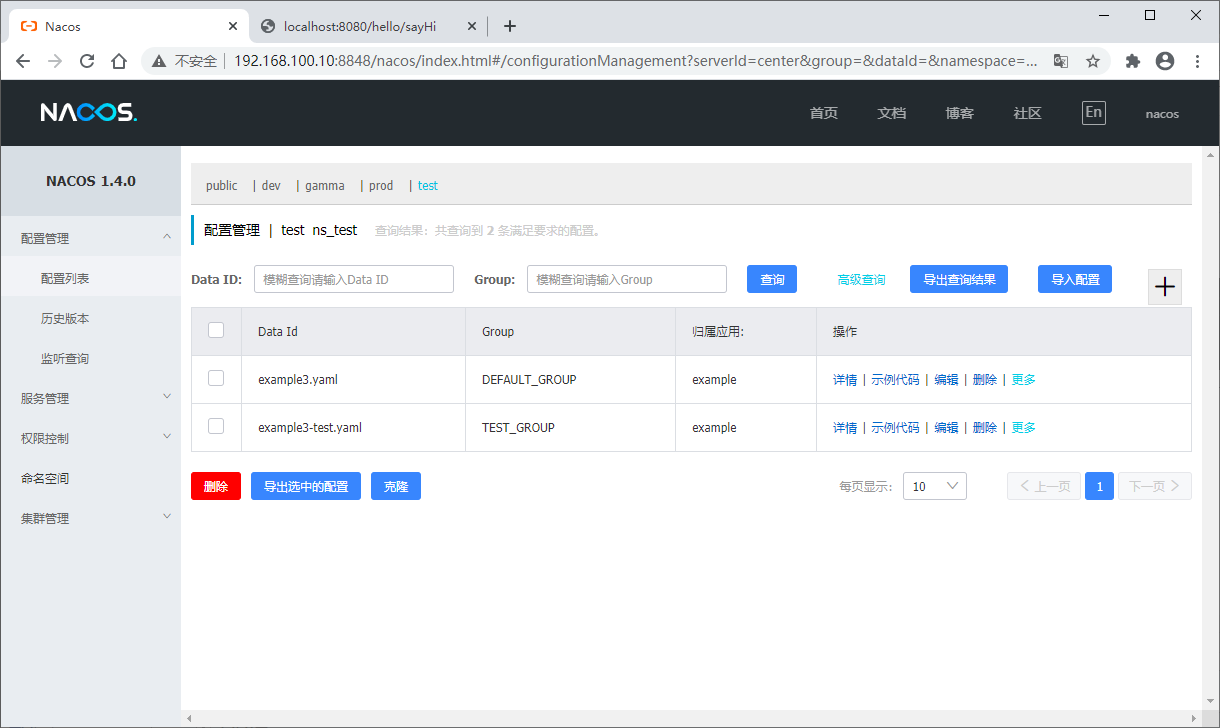 Nacos
localhost:8080/hello/sayHi
不安全 192.168.100.10:8848/nacos/index.html#/configurationManagement?serverId=center&group=&dataId=&namespace=...
NACOS.
首页 文档 博客 社区 En nacos
NACOS 1.4.0
配置管理
配置列表
历史版本
监听查询
服务管理
权限控制
命名空间
集群管理
public | dev | gamma | prod | test
配置管理 | test ns_test 查询结果：共查询到 2 条满足要求的配置。
Data ID: 模糊查询请输入Data ID Group: 模糊查询请输入Group 查询 高级查询 导出查询结果 导入配置
Data Id Group 归属应用: 操作
example3.yaml DEFAULT_GROUP example 详情 | 示例代码 | 编辑 | 删除 | 更多
example3-test.yaml TEST_GROUP example 详情 | 示例代码 | 编辑 | 删除 | 更多
删除 导出选中的配置 克隆 每页显示: 10 上一页 1 下一页